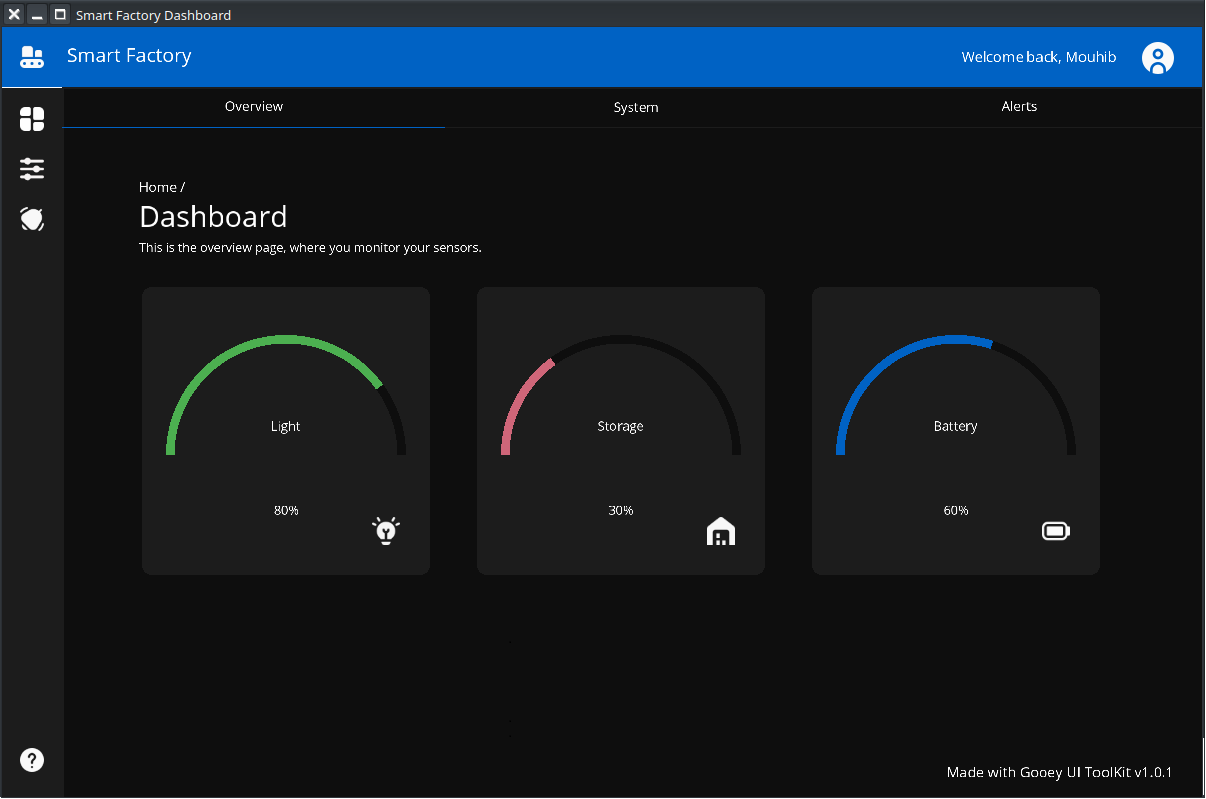 Smart Factory Dashboard
Smart Factory
Welcome back, Mouhib
Overview
System
Alerts
Home /
Dashboard
This is the overview page, where you monitor your sensors.
Light
80%
Storage
30%
Battery
60%
?
Made with Gooey UI ToolKit v1.0.1